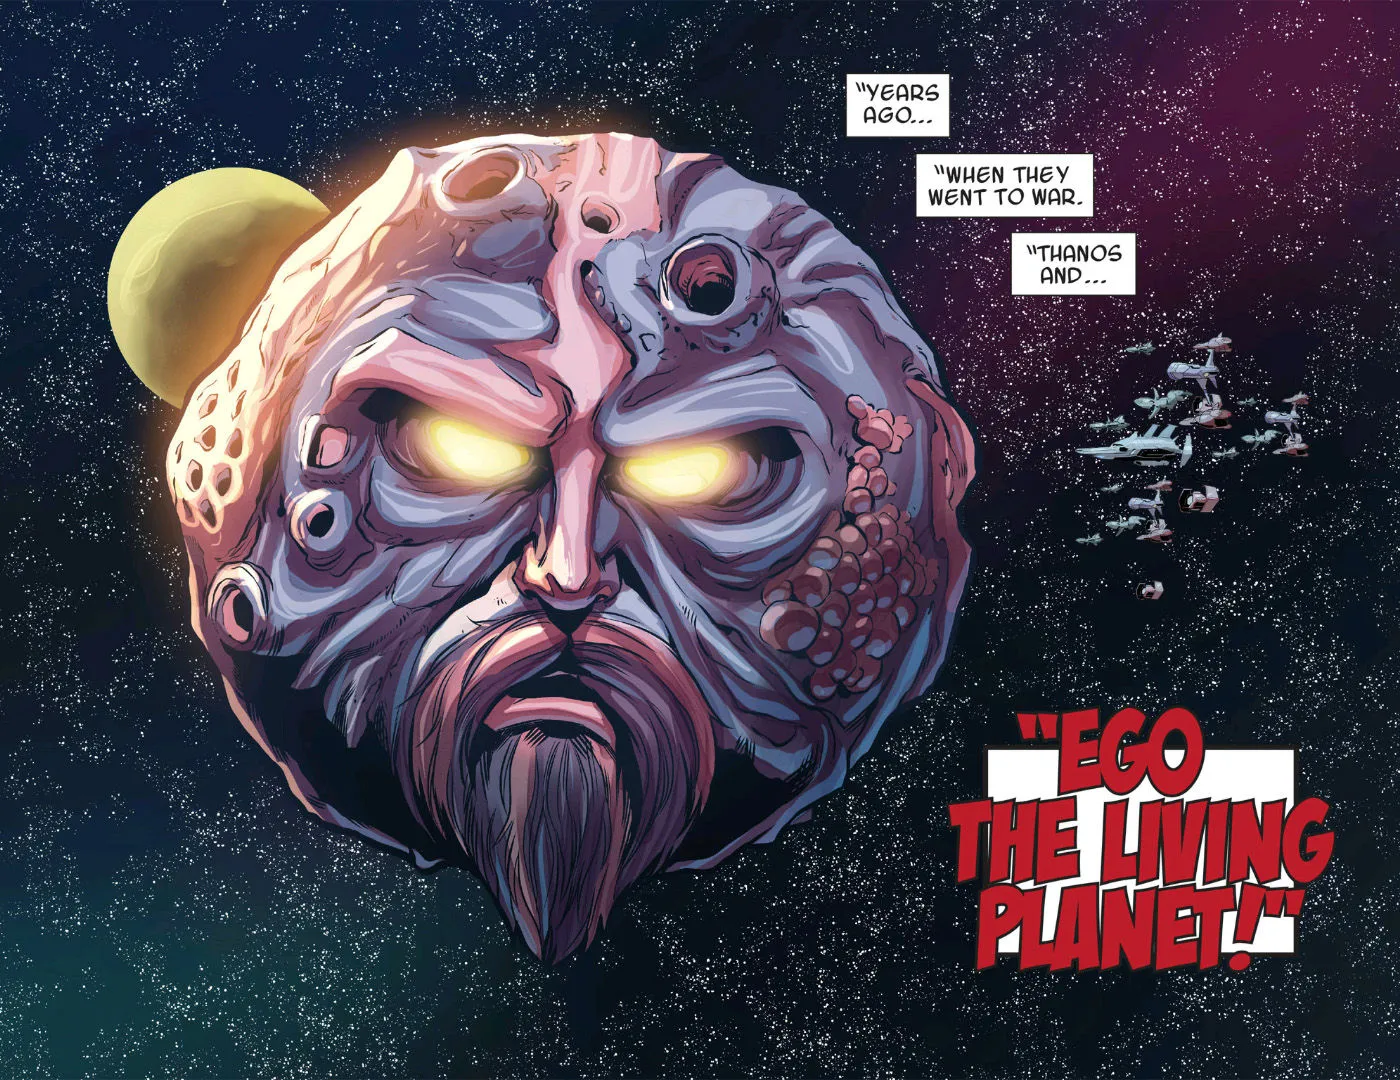 "YEARS
AGO...
"WHEN THEY
WENT TO WAR.
"THANOS
AND...
"EGO
THE LIVING
PLANET!"